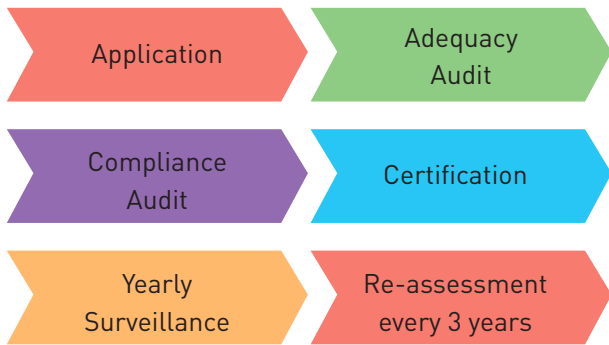 Application
Adequacy
Audit
Compliance
Audit
Certification
Yearly
Surveillance
Re-assessment
every 3 years